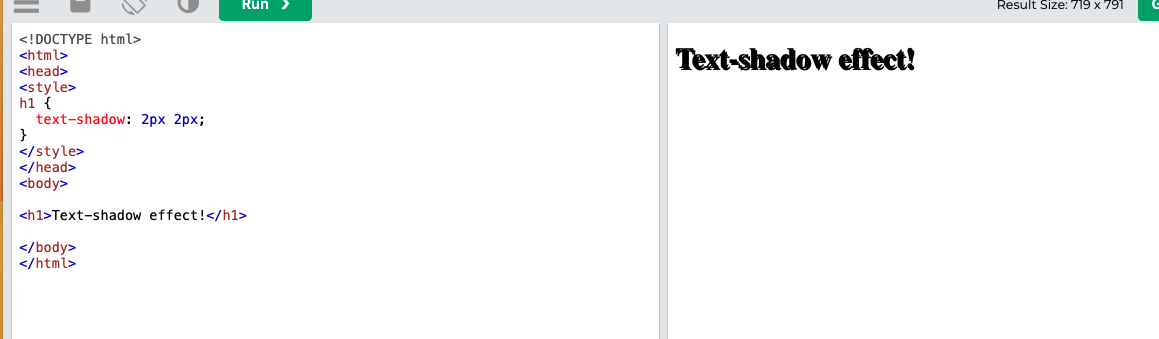 Run ❯
Result Size: 719 x 791
<!DOCTYPE html>
<html>
<head>
<style>
h1 {
  text-shadow: 2px 2px;
}
</style>
</head>
<body>

<h1>Text-shadow effect!</h1>

</body>
</html>
Text-shadow effect!